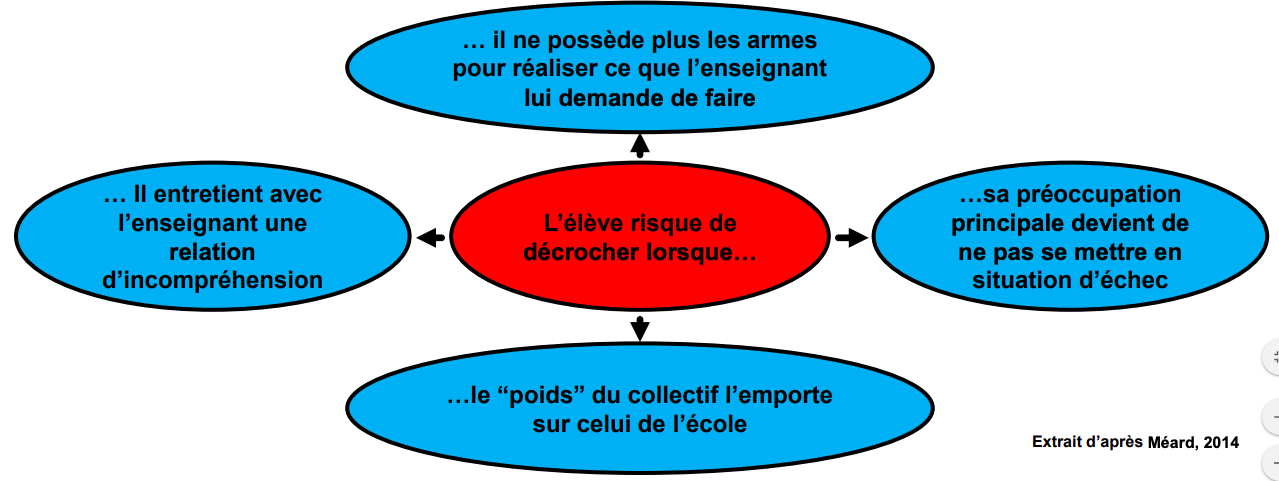 … il ne possède plus les armes
pour réaliser ce que l’enseignant
lui demande de faire
… Il entretient avec
l’enseignant une
relation
d’incompréhension
L’élève risque de
décrocher lorsque…
…sa préoccupation
principale devient de
ne pas se mettre en
situation d’échec
…le “poids” du collectif l’emporte
sur celui de l’école
Extrait d’après Méard, 2014